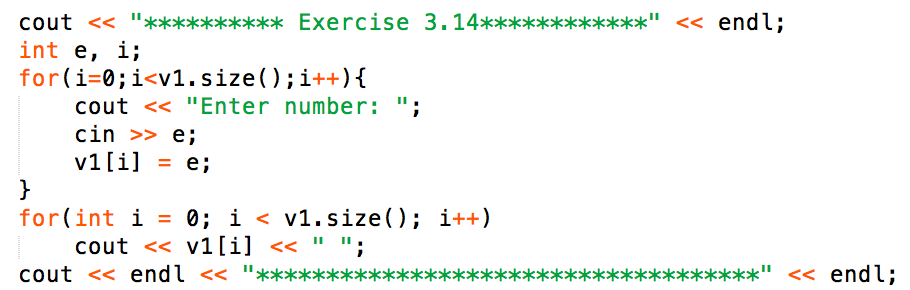 cout << "********** Exercise 3.14************" << endl;
int e, i;
for(i=0;i<v1.size();i++){
    cout << "Enter number: ";
    cin >> e;
    v1[i] = e;
}
for(int i = 0; i < v1.size(); i++)
    cout << v1[i] << " ";
cout << endl << "************************************" << endl;